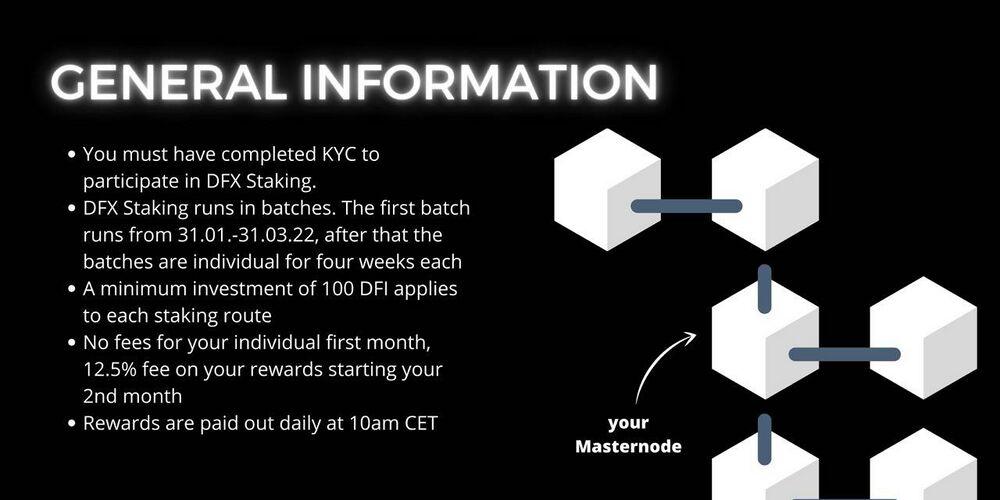 GENERAL INFORMATION
• You must have completed KYC to
participate in DFX Staking.
• DFX Staking runs in batches. The first batch
runs from 31.01.-31.03.22, after that the
batches are individual for four weeks each
• A minimum investment of 100 DFI applies
to each staking route
• No fees for your individual first month,
12.5% fee on your rewards starting your
2nd month
• Rewards are paid out daily at 10am CET
your
Masternode